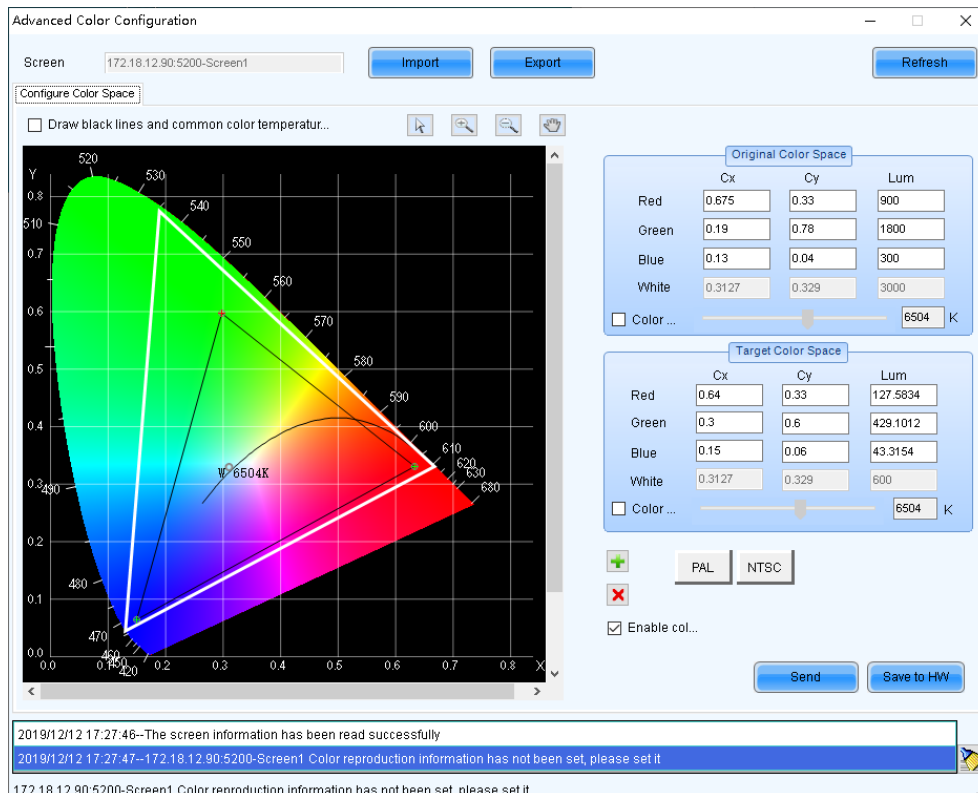 Advanced Color Configuration
Screen 172.18.12.90:5200-Screen1 Import Export Refresh
Configure Color Space
Draw black lines and common color temperatur...
Y
520
530
540
550
560
570
580
590
600
610
620
630
680
510
490
480
470
460
450
420
0.8
0.7
0.6
0.5
0.4
0.3
0.2
0.1
0.0
0.0 0.1 0.2 0.3 0.4 0.5 0.6 0.7 0.8 X
W 6504K
Original Color Space
Cx Cy Lum
Red 0.675 0.33 900
Green 0.19 0.78 1800
Blue 0.13 0.04 300
White 0.3127 0.329 3000
Color ... 6504 K
Target Color Space
Cx Cy Lum
Red 0.64 0.33 127.5834
Green 0.3 0.6 429.1012
Blue 0.15 0.06 43.3154
White 0.3127 0.329 600
Color ... 6504 K
PAL NTSC
Enable col...
Send Save to HW
2019/12/12 17:27:46--The screen information has been read successfully
2019/12/12 17:27:47--172.18.12.90:5200-Screen1 Color reproduction information has not been set, please set it
172.18.12.90:5200-Screen1 Color reproduction information has not been set, please set it